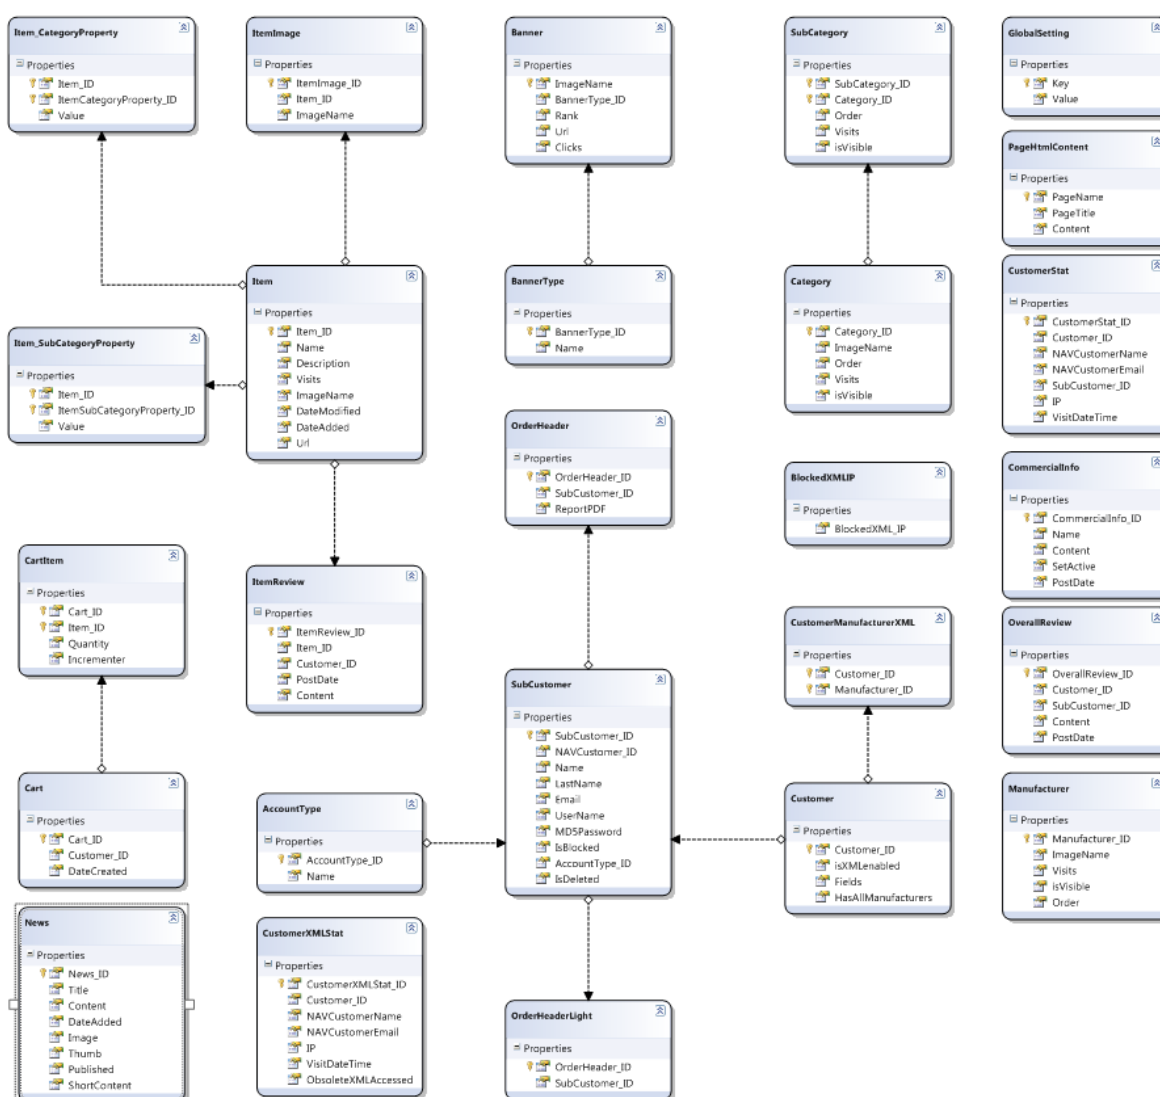 Item_CategoryProperty
Properties
Item_ID
ItemCategoryProperty_ID
Value
ItemImage
Properties
ItemImage_ID
Item_ID
ImageName
Banner
Properties
ImageName
BannerType_ID
Rank
Url
Clicks
SubCategory
Properties
SubCategory_ID
Category_ID
Order
Visits
isVisible
GlobalSetting
Properties
Key
Value
PageHtmlContent
Properties
PageName
PageTitle
Content
Item
Properties
Item_ID
Name
Description
Visits
ImageName
DateModified
DateAdded
Url
BannerType
Properties
BannerType_ID
Name
Category
Properties
Category_ID
ImageName
Order
Visits
isVisible
CustomerStat
Properties
CustomerStat_ID
Customer_ID
NAVCustomerName
NAVCustomerEmail
SubCustomer_ID
IP
VisitDateTime
Item_SubCategoryProperty
Properties
Item_ID
ItemSubCategoryProperty_ID
Value
OrderHeader
Properties
OrderHeader_ID
SubCustomer_ID
ReportPDF
BlockedXMLIP
Properties
BlockedXML_IP
CommercialInfo
Properties
CommercialInfo_ID
Name
Content
SetActive
PostDate
CartItem
Properties
Cart_ID
Item_ID
Quantity
Incrementer
ItemReview
Properties
ItemReview_ID
Item_ID
Customer_ID
PostDate
Content
CustomerManufacturerXML
Properties
Customer_ID
Manufacturer_ID
OverallReview
Properties
OverallReview_ID
Customer_ID
SubCustomer_ID
Content
PostDate
SubCustomer
Properties
SubCustomer_ID
NAVCustomer_ID
Name
LastName
Email
UserName
MD5Password
IsBlocked
AccountType_ID
IsDeleted
Cart
Properties
Cart_ID
Customer_ID
DateCreated
AccountType
Properties
AccountType_ID
Name
Customer
Properties
Customer_ID
isXMLenabled
Fields
HasAllManufacturers
Manufacturer
Properties
Manufacturer_ID
ImageName
Visits
isVisible
Order
News
Properties
News_ID
Title
Content
DateAdded
Image
Thumb
Published
ShortContent
CustomerXMLStat
Properties
CustomerXMLStat_ID
Customer_ID
NAVCustomerName
NAVCustomerEmail
IP
VisitDateTime
ObsoleteXMLAccessed
OrderHeaderLight
Properties
OrderHeader_ID
SubCustomer_ID